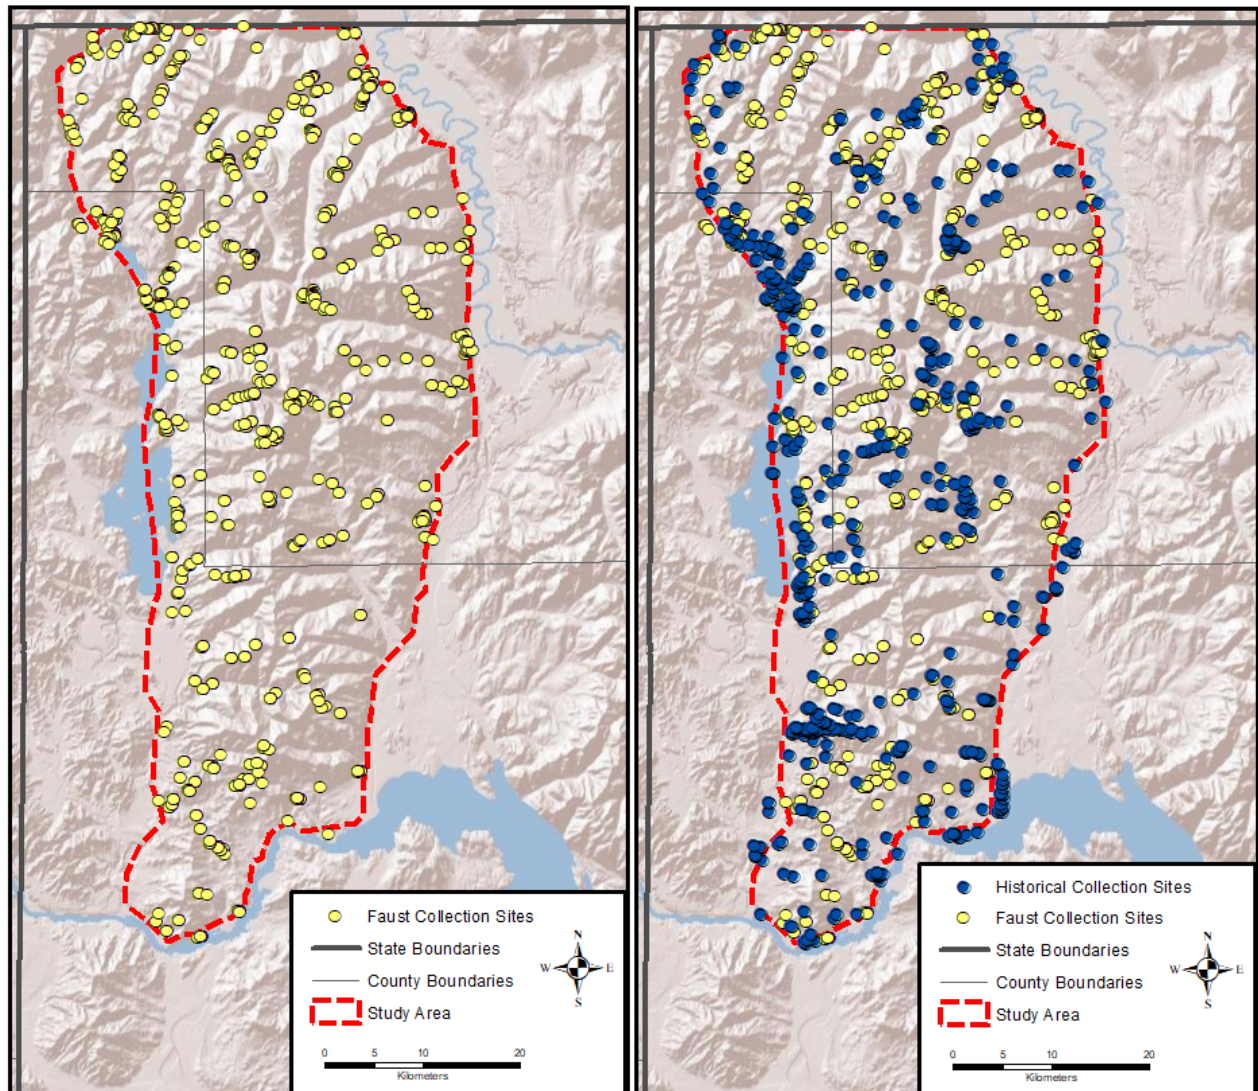 Faust Collection Sites
State Boundaries
County Boundaries
Study Area
N
W E
S
0 5 10 20
Kilometers
Historical Collection Sites
Faust Collection Sites
State Boundaries
County Boundaries
Study Area
N
W E
S
0 5 10 20
Kilometers